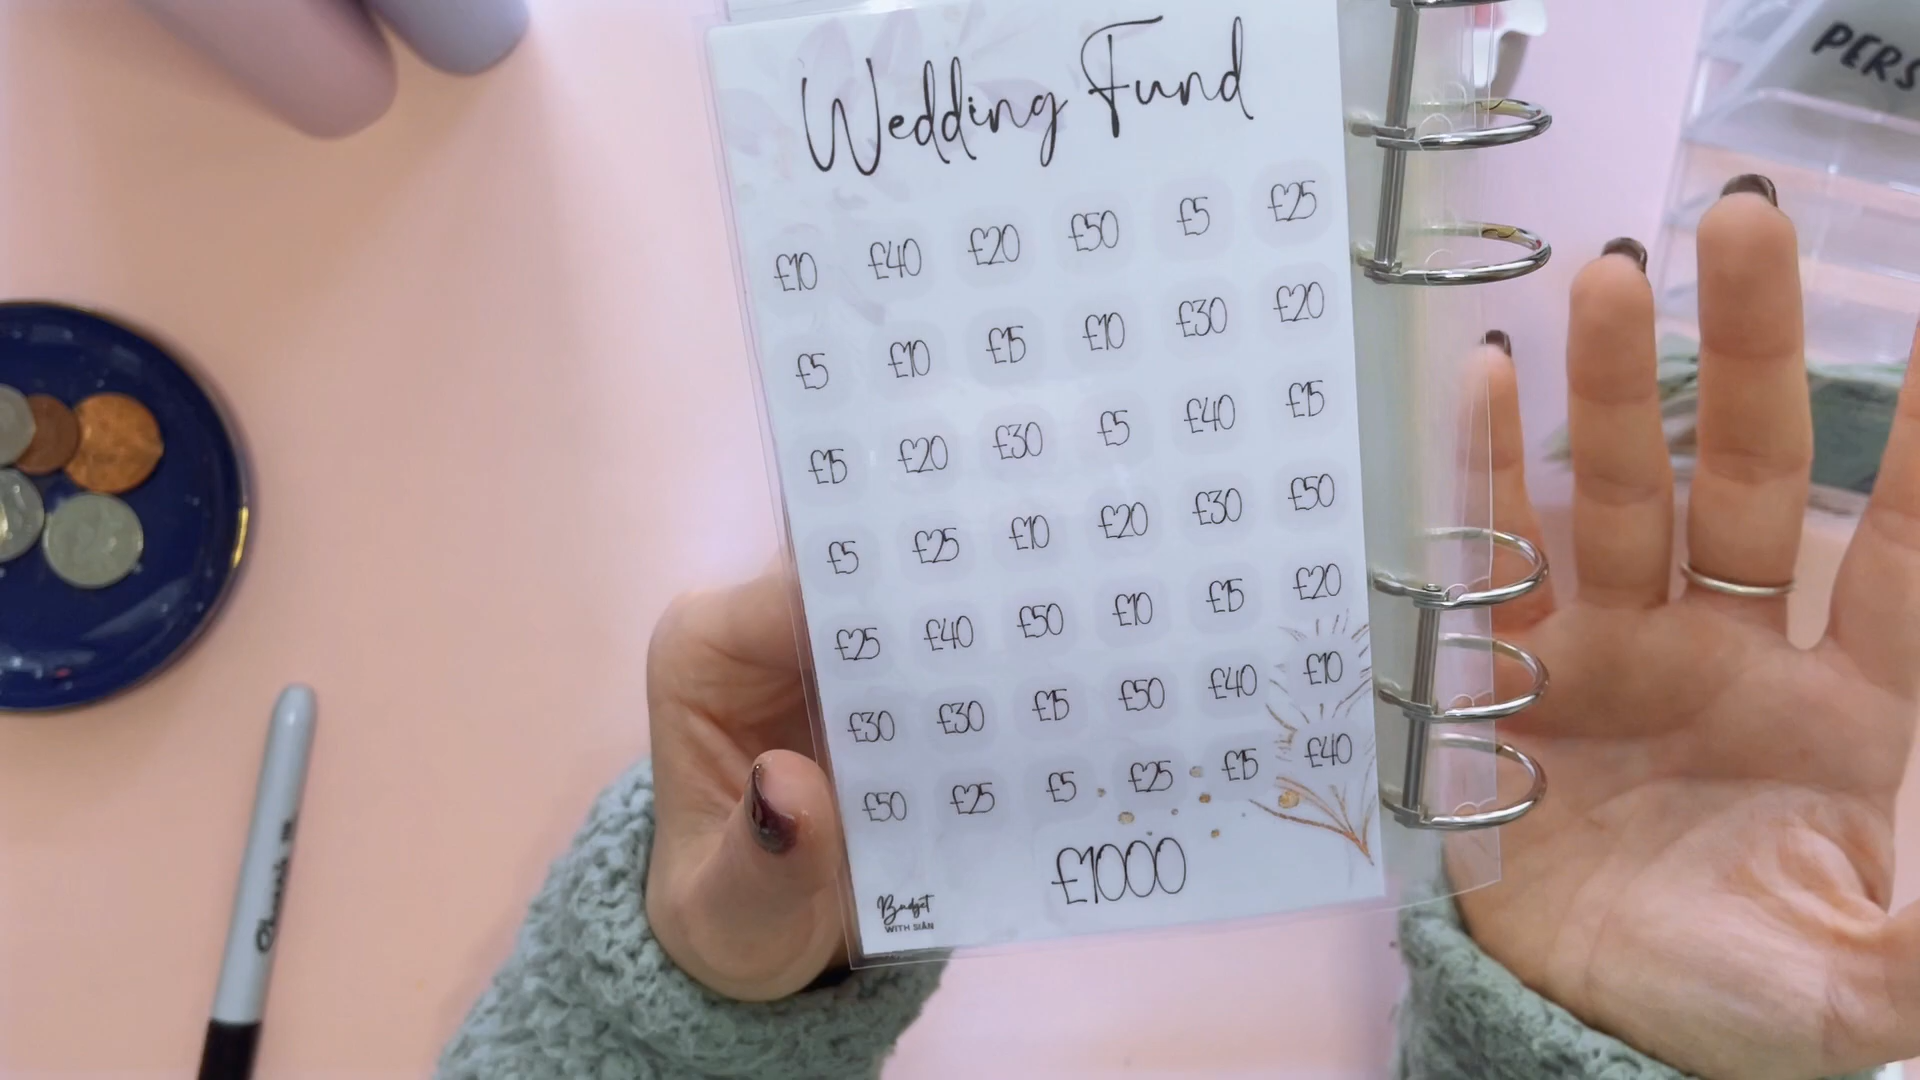 Wedding Fund
£10 £40 £20 £50 £5 £25
£5 £10 £15 £10 £30 £20
£15 £20 £30 £5 £40 £15
£5 £25 £10 £20 £30 £50
£25 £40 £50 £10 £15 £20
£30 £30 £15 £50 £40 £10
£50 £25 £5 £25 £15 £40
£1000
Budget
WITH SIÂN
PERS
Sharpie